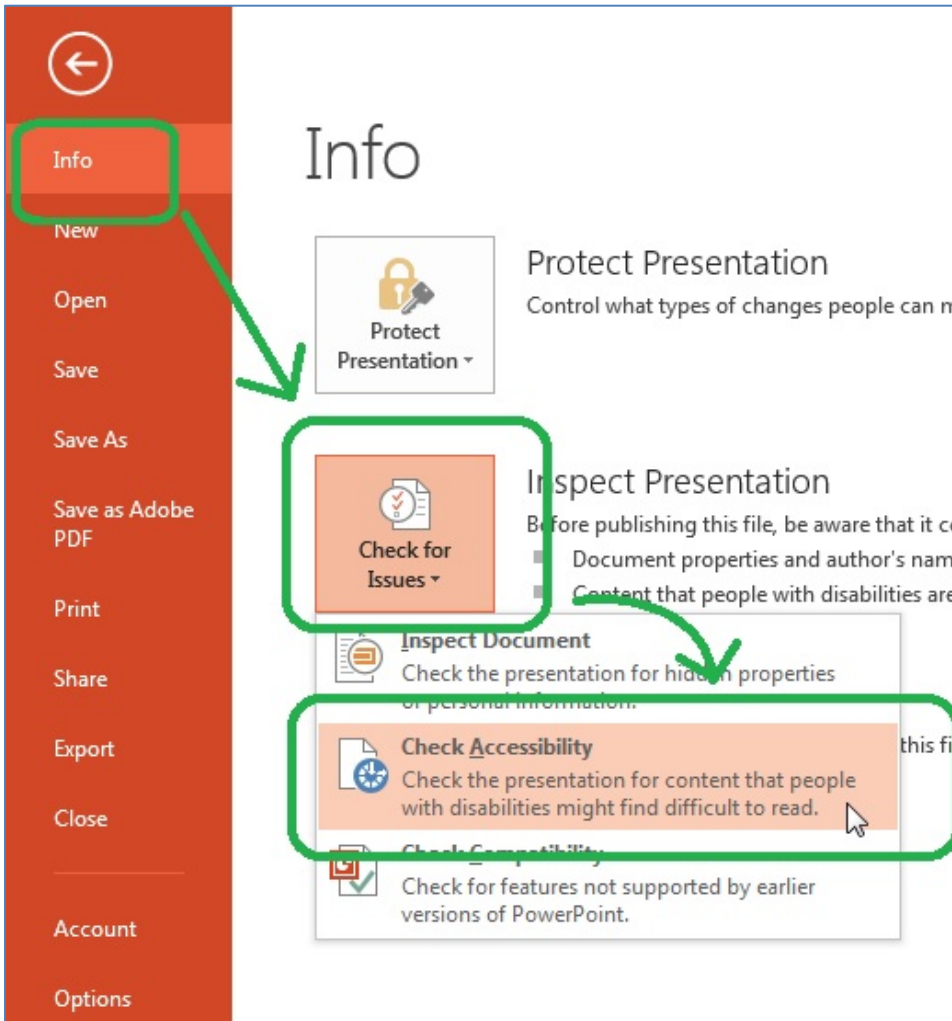 Info
New
Open
Save
Save As
Save as Adobe
PDF
Print
Share
Export
Close
Account
Options
Info
Protect
Presentation
Protect Presentation
Control what types of changes people can
Check for
Issues
Inspect Presentation
Before publishing this file, be aware that it
Document properties and author's
Content that people with disabilities
Inspect Document
Check the presentation for hidden properties
or personal information.
Check Accessibility
Check the presentation for content that people
with disabilities might find difficult to read.
this
Check Compatibility
Check for features not supported by earlier
versions of PowerPoint.